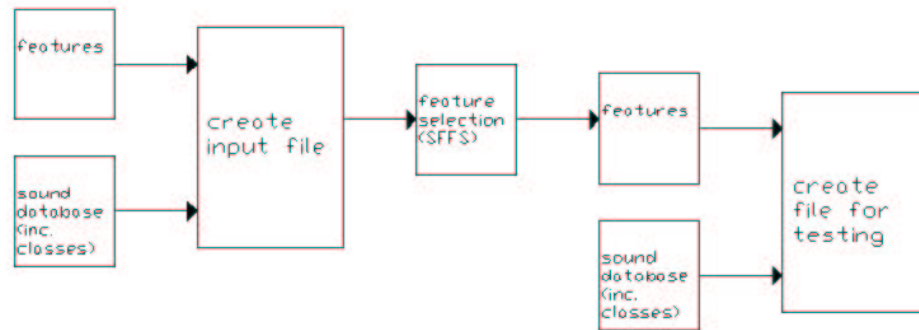 features
sound
database
(inc.
classes)
create
input file
feature
selection
(SFFS)
features
sound
database
(inc.
classes)
create
file for
testing